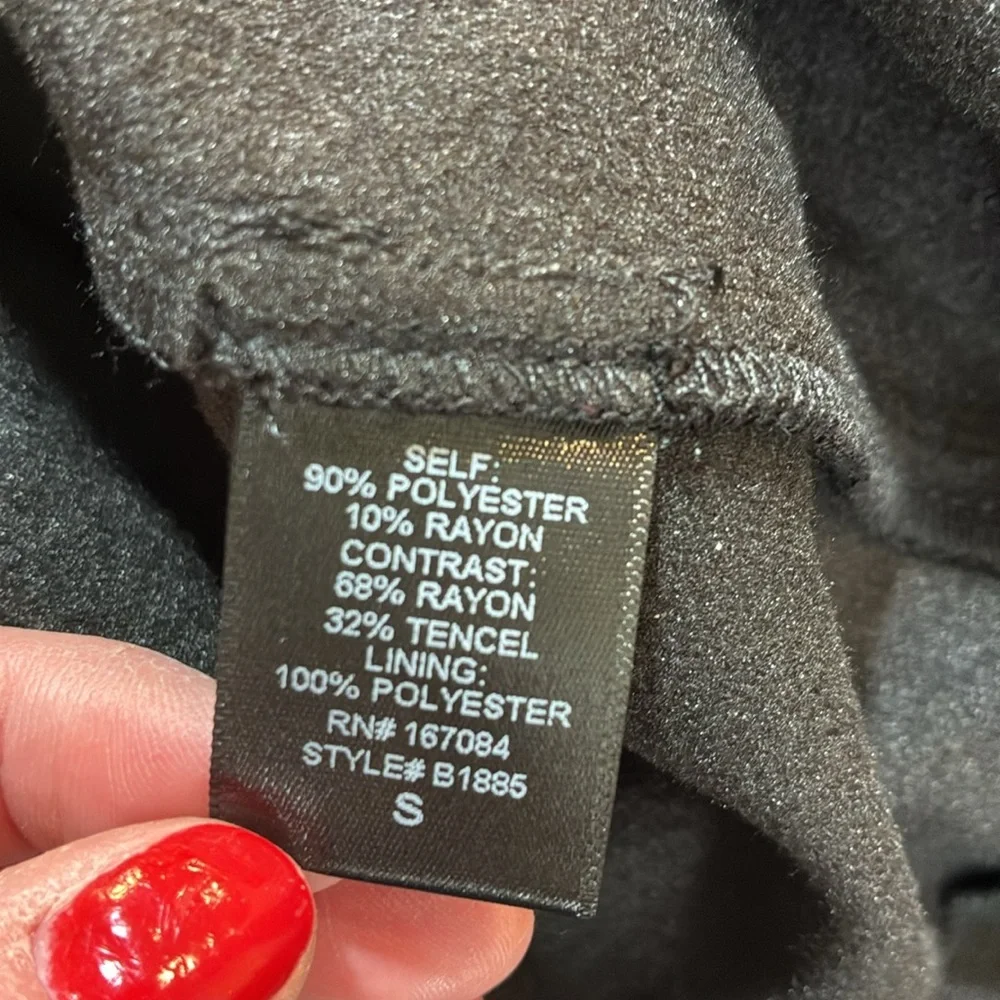 SELF:
90% POLYESTER
10% RAYON
CONTRAST:
68% RAYON
32% TENCEL
LINING:
100% POLYESTER
RN# 167084
STYLE# B1885
S